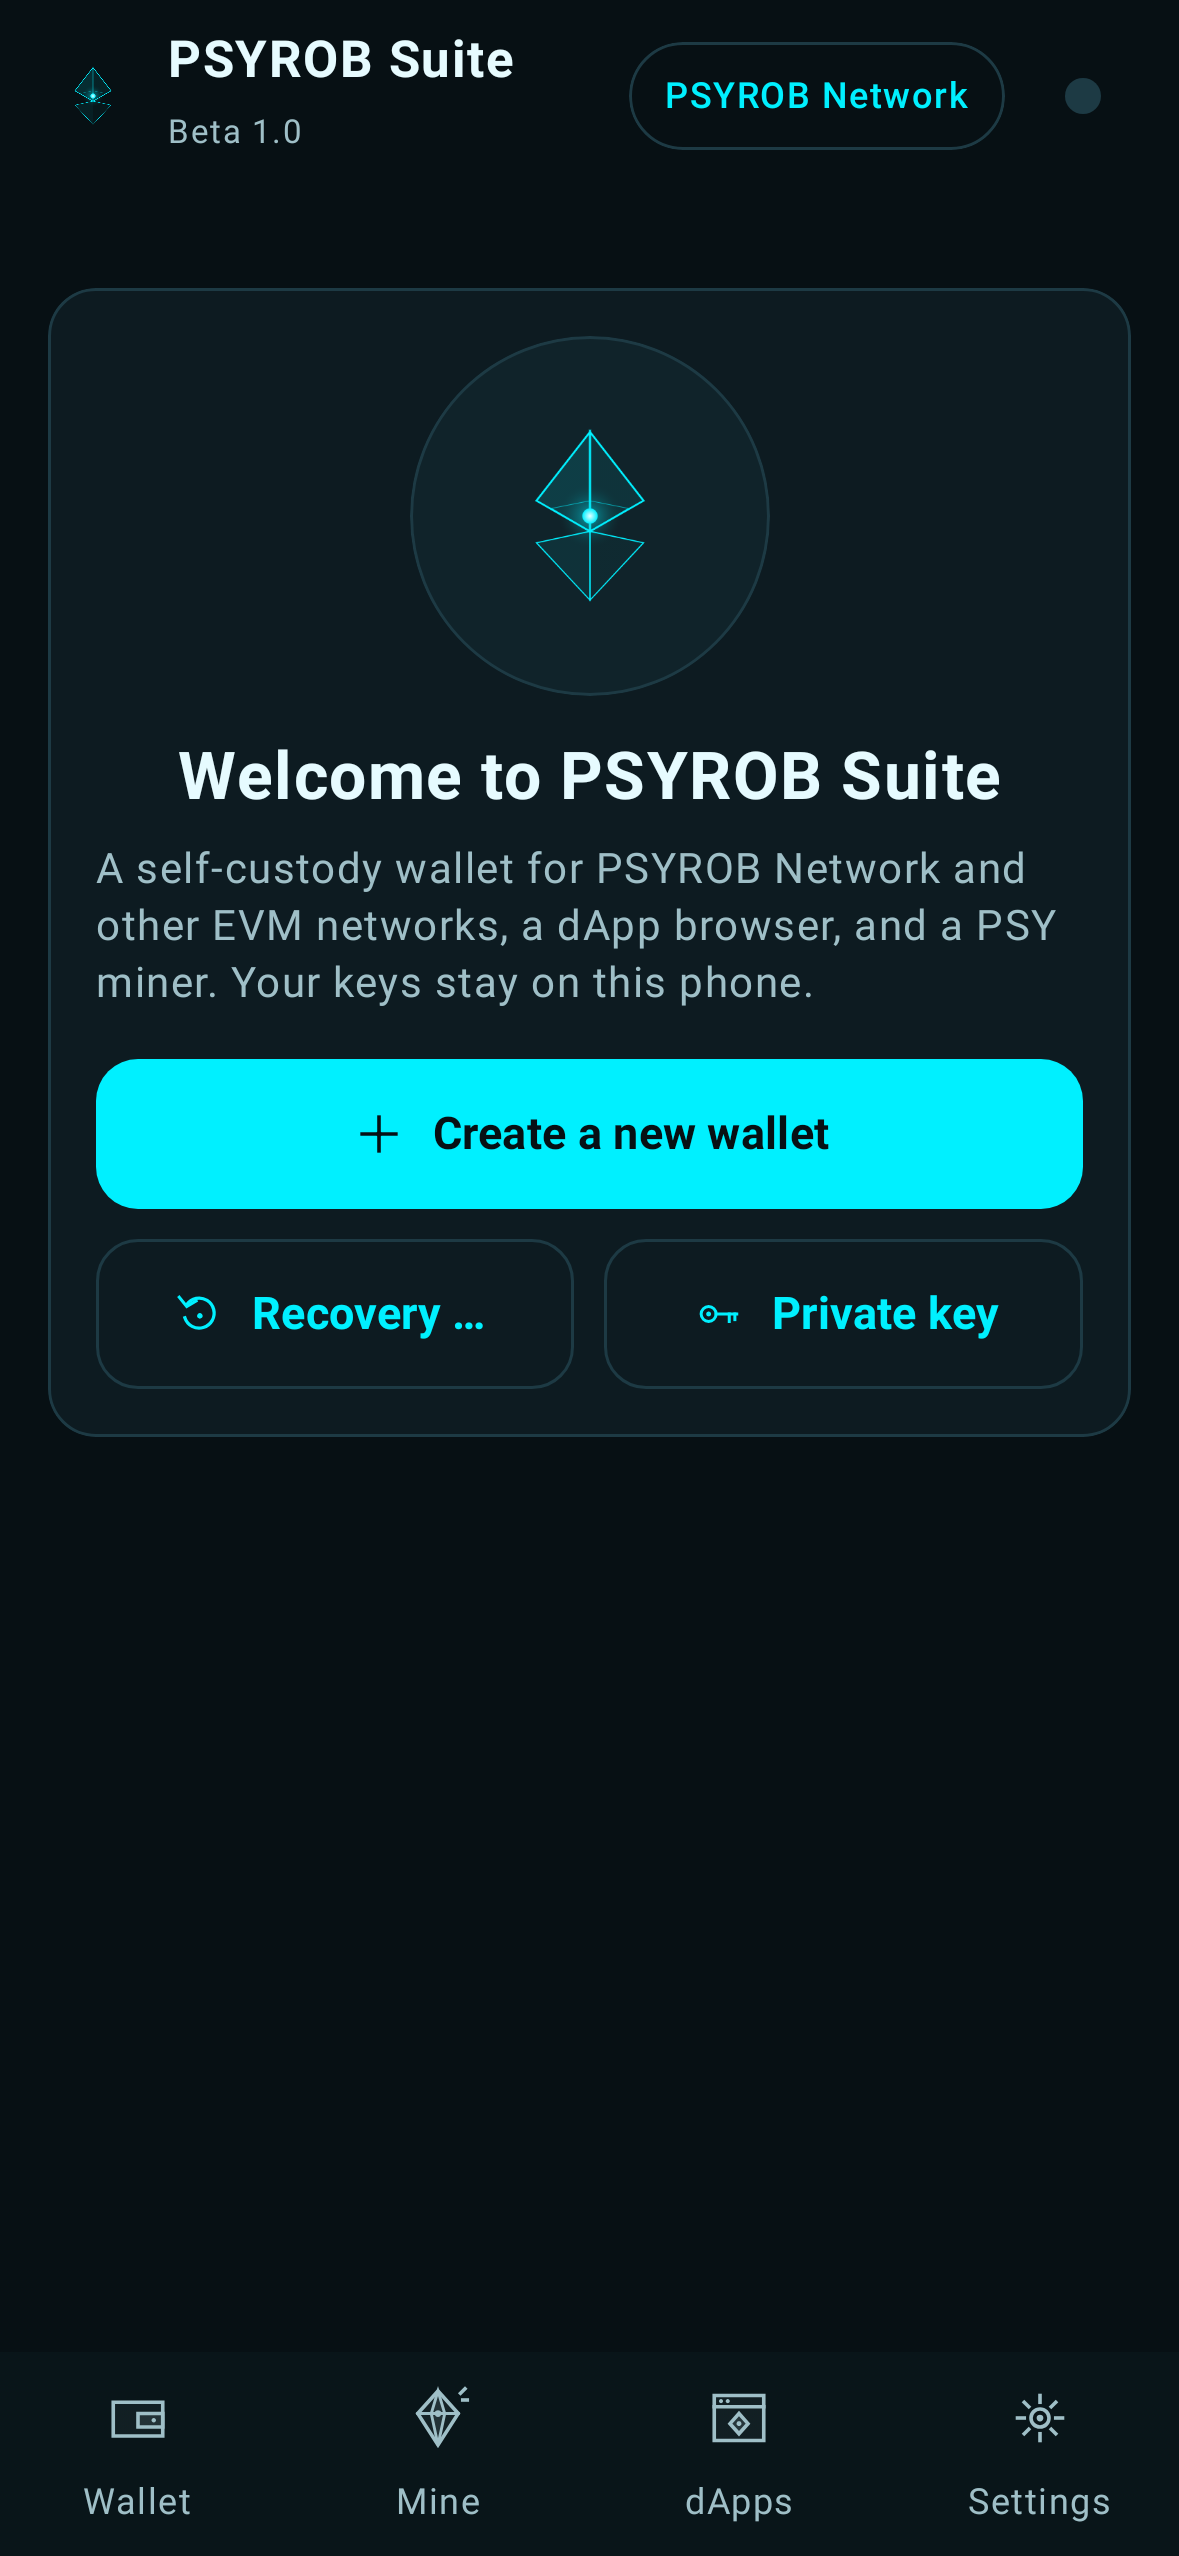 PSYROB Suite
Beta 1.0
PSYROB Network
Welcome to PSYROB Suite
A self-custody wallet for PSYROB Network and
other EVM networks, a dApp browser, and a PSY
miner. Your keys stay on this phone.
Create a new wallet
Recovery ...
Private key
Wallet
Mine
dApps
Settings